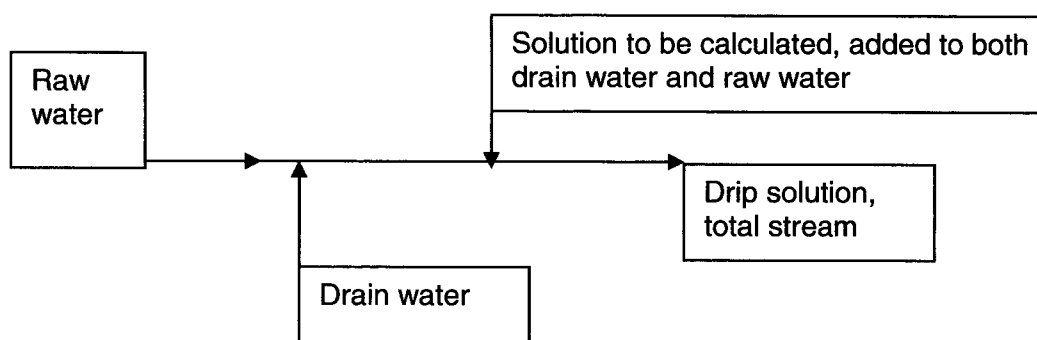 Raw
water
Solution to be calculated, added to both
drain water and raw water
Drip solution,
total stream
Drain water